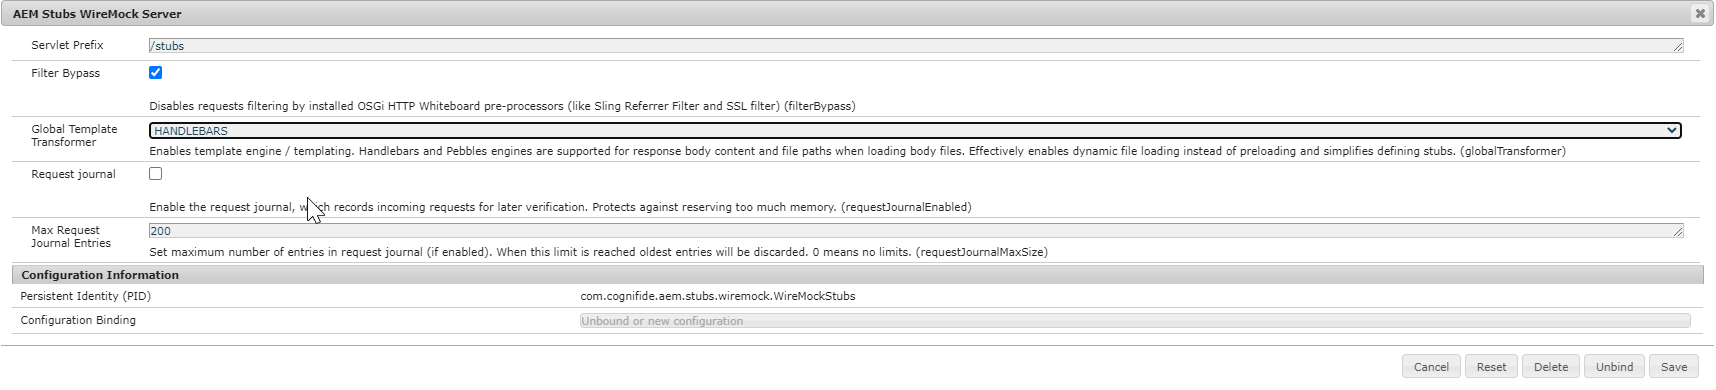 AEM Stubs WireMock Server
Servlet Prefix
/stubs
Filter Bypass
Disables requests filtering by installed OSGi HTTP Whiteboard pre-processors (like Sling Referrer Filter and SSL filter) (filterBypass)
Global Template
Transformer
HANDLEBARS
Enables template engine / templating. Handlebars and Pebbles engines are supported for response body content and file paths when loading body files. Effectively enables dynamic file loading instead of preloading and simplifies defining stubs. (globalTransformer)
Request journal
Enable the request journal, which records incoming requests for later verification. Protects against reserving too much memory. (requestJournalEnabled)
Max Request
Journal Entries
200
Set maximum number of entries in request journal (if enabled). When this limit is reached oldest entries will be discarded. 0 means no limits. (requestJournalMaxSize)
Configuration Information
Persistent Identity (PID)
com.cognifide.aem.stubs.wiremock.WireMockStubs
Configuration Binding
Unbound or new configuration
Cancel
Reset
Delete
Unbind
Save